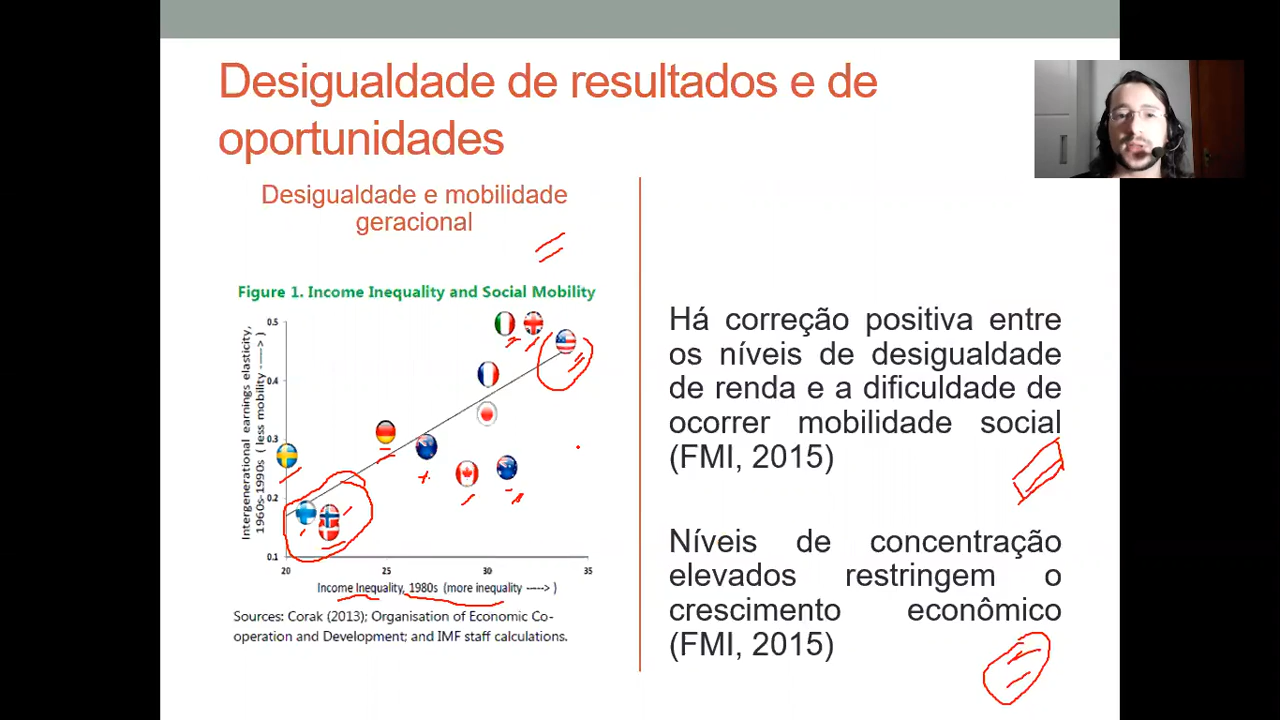 Desigualdade de resultados e de
oportunidades
Desigualdade e mobilidade
geracional
Figure 1. Income Inequality and Social Mobility
Intergenerational earnings elasticity,
1960s-1990s (less mobility ----->)
0.5
0.4
0.3
0.2
0.1
20
25
30
35
Income Inequality, 1980s (more inequality -----> )
Sources: Corak (2013); Organisation of Economic Co-
operation and Development; and IMF staff calculations.
Há correção positiva entre
os níveis de desigualdade
de renda e a dificuldade de
ocorrer mobilidade social
(FMI, 2015)
Níveis de concentração
elevados restringem o
crescimento econômico
(FMI, 2015)